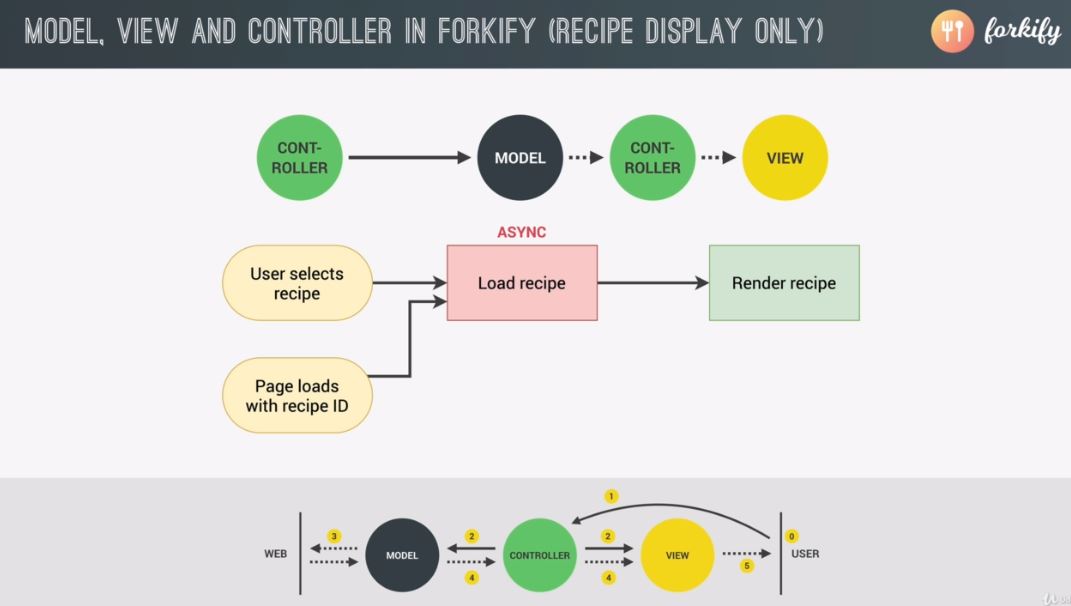 MODEL, VIEW AND CONTROLLER IN FORKIFY (RECIPE DISPLAY ONLY)
forkify
CONT-
ROLLER
MODEL
CONT-
ROLLER
VIEW
ASYNC
User selects
recipe
Load recipe
Render recipe
Page loads
with recipe ID
1
3
2
2
0
WEB
MODEL
CONTROLLER
VIEW
USER
4
4
5